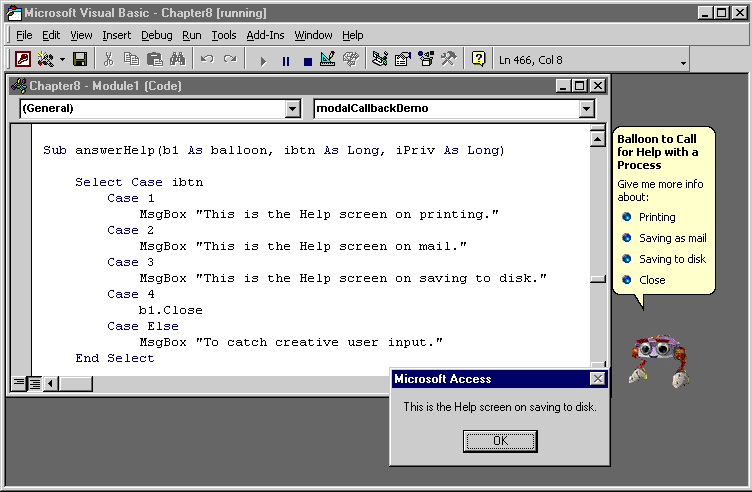 Microsoft Visual Basic - Chapter8 [running]
File Edit View Insert Debug Run Tools Add-Ins Window Help
Ln 466, Col 8
Chapter8 - Module1 (Code)
(General) modalCallbackDemo
Sub answerHelp(b1 As balloon, ibtn As Long, iPriv As Long)
Select Case ibtn
Case 1
MsgBox "This is the Help screen on printing."
Case 2
MsgBox "This is the Help screen on mail."
Case 3
MsgBox "This is the Help screen on saving to disk."
Case 4
b1.Close
Case Else
MsgBox "To catch creative user input."
End Select
Balloon to Call
for Help with a
Process
Give me more info
about:
Printing
Saving as mail
Saving to disk
Close
Microsoft Access
This is the Help screen on saving to disk.
OK